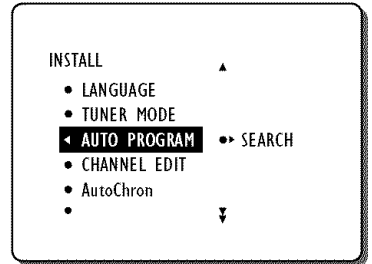 INSTALL
LANGUAGE
TUNER MODE
AUTO PROGRAM SEARCH
CHANNEL EDIT
AutoChron